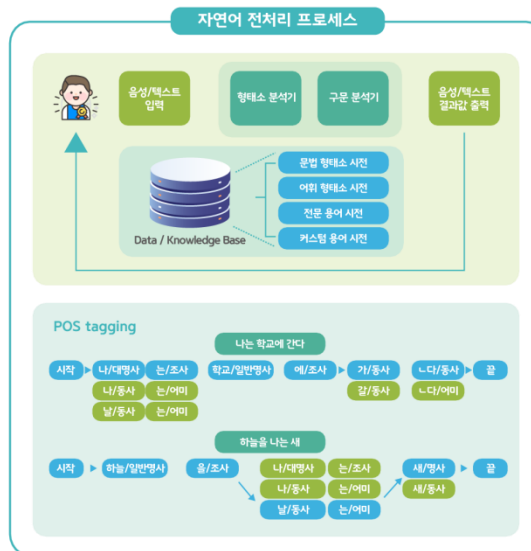 자연어 전처리 프로세스
음성/텍스트
입력
형태소 분석기
구문 분석기
음성/텍스트
결과값 출력
Data / Knowledge Base
문법 형태소 사전
어휘 형태소 사전
전문 용어 사전
커스텀 용어 사전
POS tagging
나는 학교에 간다
시작 나/대명사 는/조사 학교/일반명사 에/조사 가/동사 ㄴ다/동사 끝
나/동사 는/어미 갈/동사 ㄴ다/어미
날/동사 는/어미
하늘을 나는 새
시작 하늘/일반명사 을/조사 나/대명사 는/조사 새/명사 끝
나/동사 는/어미 새/동사
날/동사 는/어미